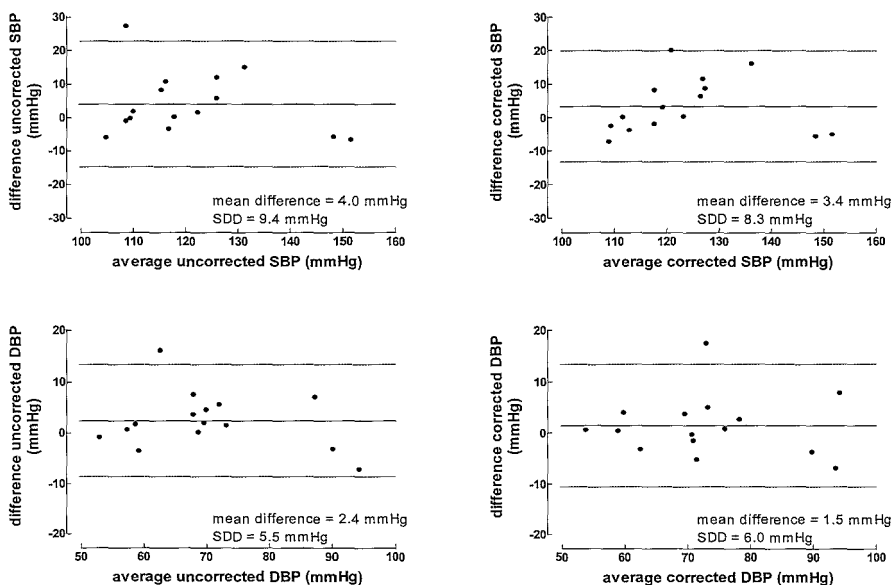 difference uncorrected SBP
(mmHg)
30
20
10
0
-10
-20
-30
mean difference = 4.0 mmHg
SDD = 9.4 mmHg
100 110 120 130 140 150 160
average uncorrected SBP (mmHg)
difference corrected SBP
(mmHg)
30
20
10
0
-10
-20
-30
mean difference = 3.4 mmHg
SDD = 8.3 mmHg
100 110 120 130 140 150 160
average corrected SBP (mmHg)
difference uncorrected DBP
(mmHg)
20
10
0
-10
-20
mean difference = 2.4 mmHg
SDD = 5.5 mmHg
50 60 70 80 90 100
average uncorrected DBP (mmHg)
difference corrected DBP
(mmHg)
20
10
0
-10
-20
mean difference = 1.5 mmHg
SDD = 6.0 mmHg
50 60 70 80 90 100
average corrected DBP (mmHg)